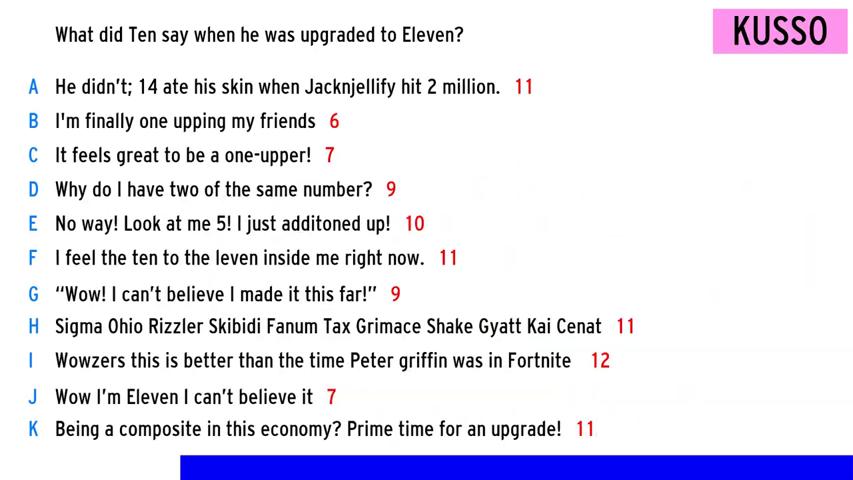 What did Ten say when he was upgraded to Eleven?
KUSSO
A He didn't; 14 ate his skin when Jacknjellify hit 2 million. 11
B I'm finally one upping my friends 6
C It feels great to be a one-upper! 7
D Why do I have two of the same number? 9
E No way! Look at me 5! I just additoned up! 10
F I feel the ten to the leven inside me right now. 11
G “Wow! I can't believe I made it this far!” 9
H Sigma Ohio Rizzler Skibidi Fanum Tax Grimace Shake Gyatt Kai Cenat 11
I Wowzers this is better than the time Peter griffin was in Fortnite 12
J Wow I'm Eleven I can't believe it 7
K Being a composite in this economy? Prime time for an upgrade! 11